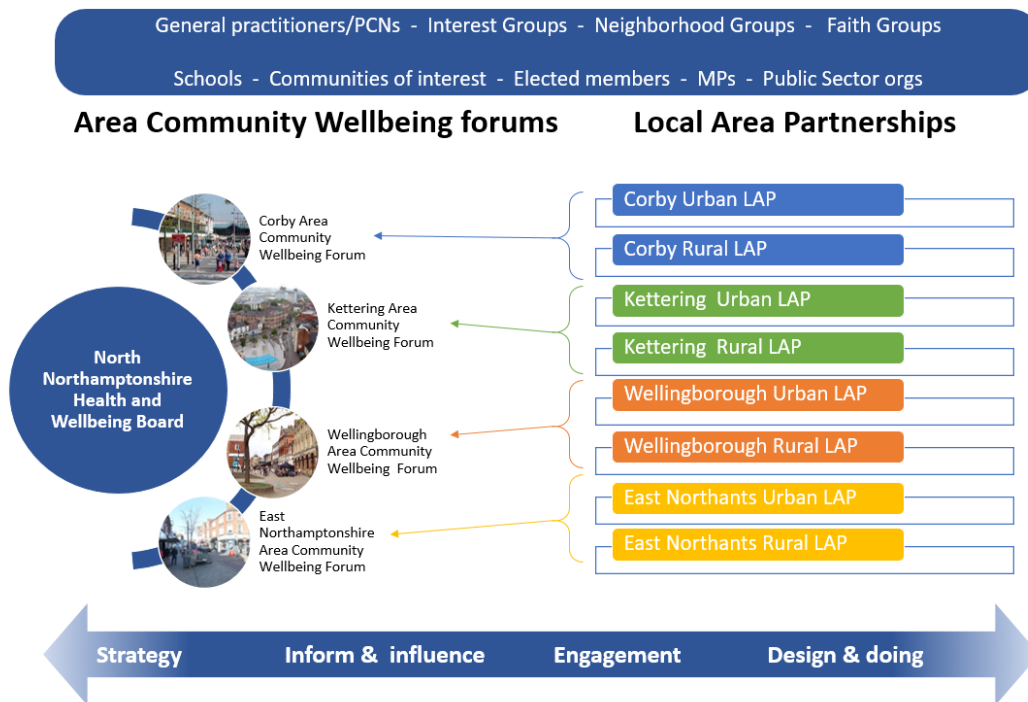 General practitioners/PCNs - Interest Groups - Neighborhood Groups - Faith Groups
Schools - Communities of interest - Elected members - MPs - Public Sector orgs
Area Community Wellbeing forums
Local Area Partnerships
Corby Area
Community
Wellbeing Forum
Kettering Area
Community
Wellbeing Forum
North
Northamptonshire
Health and
Wellbeing Board
Wellingborough
Area Community
Wellbeing Forum
East
Northamptonshire
Area Community
Wellbeing Forum
Corby Urban LAP
Corby Rural LAP
Kettering Urban LAP
Kettering Rural LAP
Wellingborough Urban LAP
Wellingborough Rural LAP
East Northants Urban LAP
East Northants Rural LAP
Strategy
Inform & influence
Engagement
Design & doing